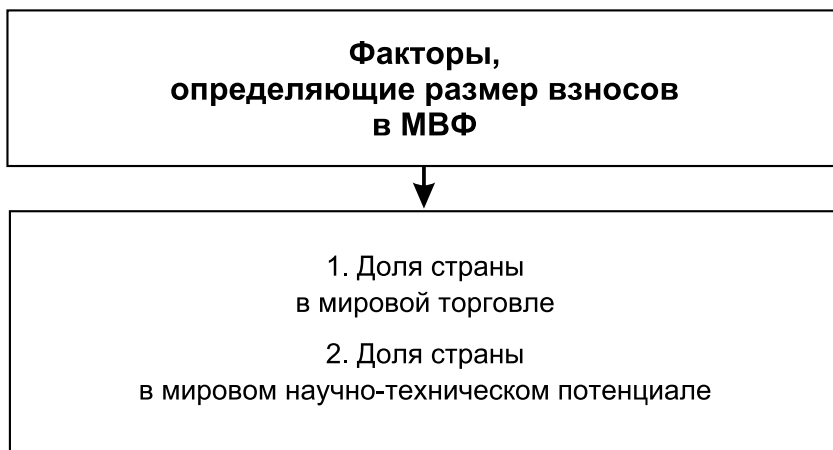 Факторы,
определяющие размер взносов
в МВФ
1. Доля страны
в мировой торговле
2. Доля страны
в мировом научно-техническом потенциале